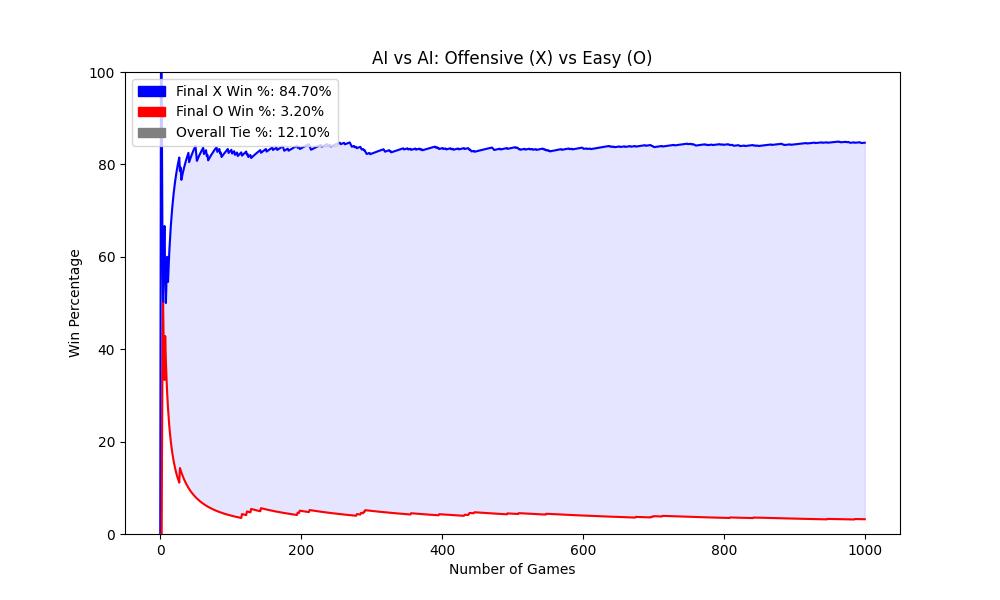 AI vs AI: Offensive (X) vs Easy (O)
100
Final X Win %: 84.70%
Final O Win %: 3.20%
Overall Tie %: 12.10%
80
60
40
20
0
Win Percentage
0 200 400 600 800 1000
Number of Games